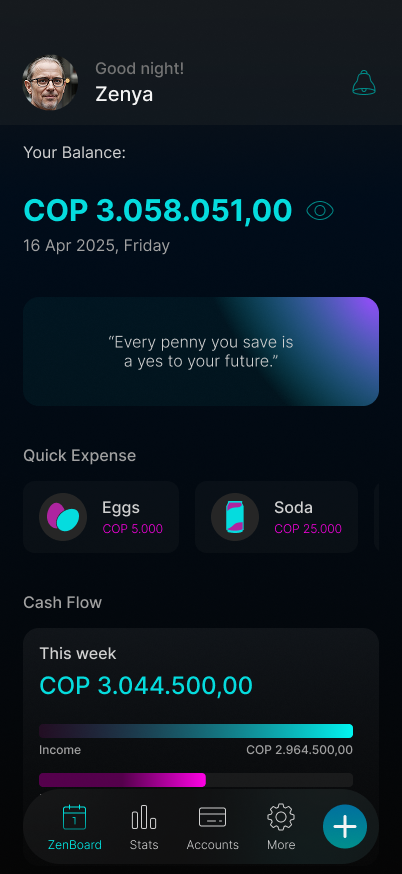 Good night!
Zenya
Your Balance:
COP 3.058.051,00
16 Apr 2025, Friday
“Every penny you save is
a yes to your future.”
Quick Expense
Eggs
COP 5.000
Soda
COP 25.000
Cash Flow
This week
COP 3.044.500,00
Income
COP 2.964.500,00
1
ZenBoard
Stats
Accounts
More